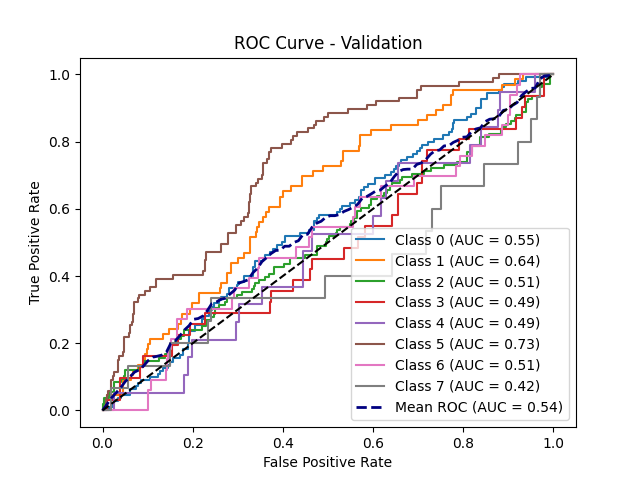 ROC Curve - Validation
1.0
0.8
0.6
0.4
0.2
0.0
True Positive Rate
Class 0 (AUC = 0.55)
Class 1 (AUC = 0.64)
Class 2 (AUC = 0.51)
Class 3 (AUC = 0.49)
Class 4 (AUC = 0.49)
Class 5 (AUC = 0.73)
Class 6 (AUC = 0.51)
Class 7 (AUC = 0.42)
Mean ROC (AUC = 0.54)
0.0 0.2 0.4 0.6 0.8 1.0
False Positive Rate